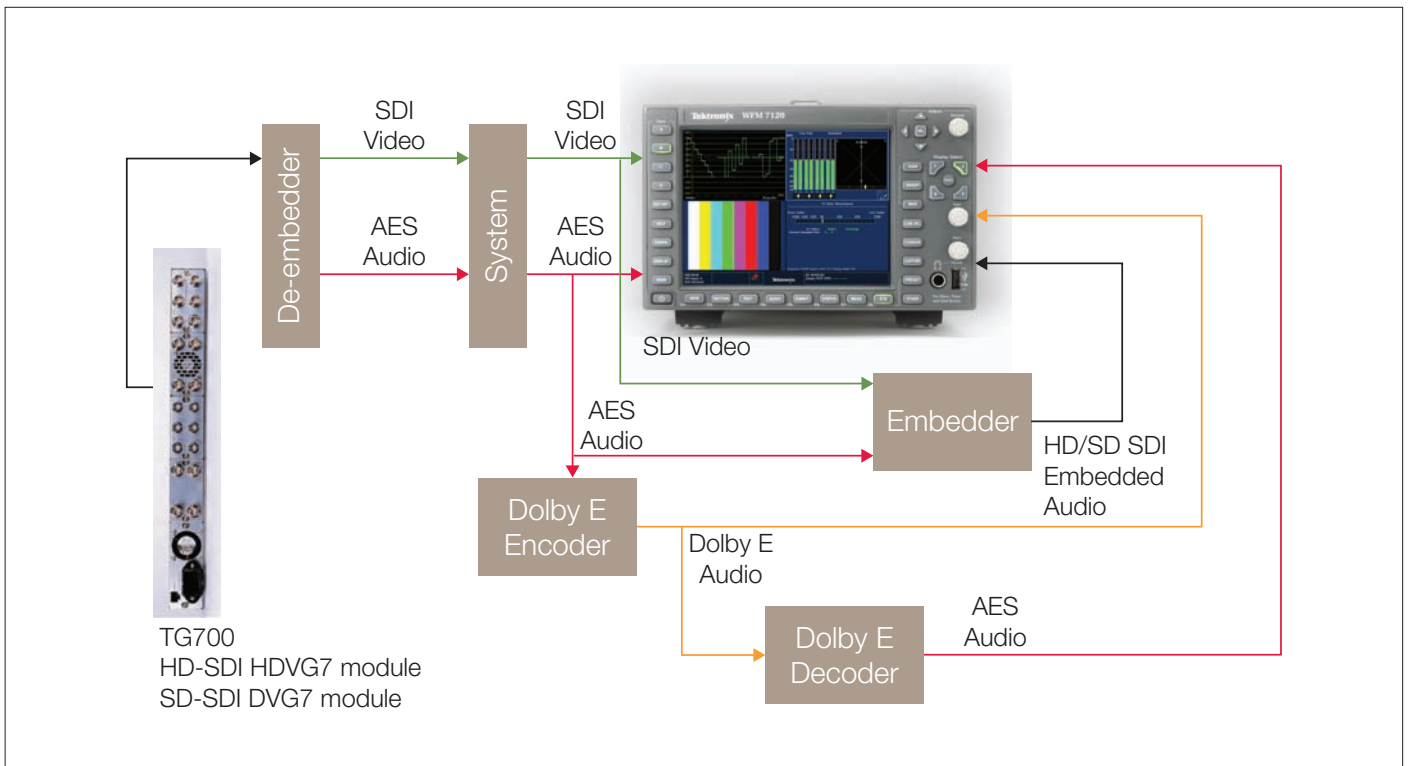 SDI
Video
SDI
Video
De-embedder
System
AES
Audio
AES
Audio
Tektronix WFM 7120
SDI Video
AES
Audio
Embedder
HD/SD SDI
Embedded
Audio
Dolby E
Encoder
Dolby E
Audio
Dolby E
Decoder
AES
Audio
TG700
HD-SDI HDVG7 module
SD-SDI DVG7 module